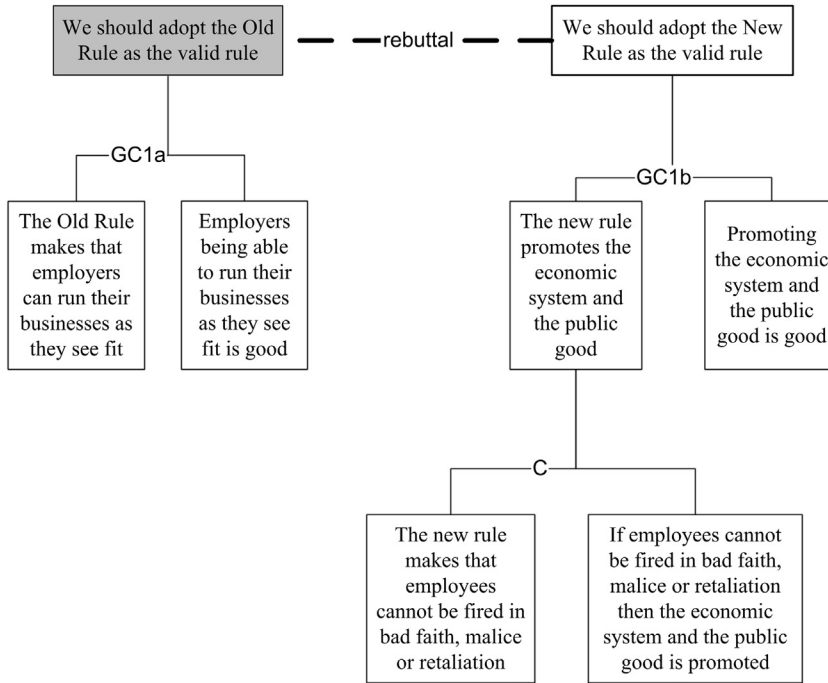 We should adopt the Old
Rule as the valid rule
rebuttal
We should adopt the New
Rule as the valid rule
GC1a
GC1b
The Old Rule
makes that
employers
can run their
businesses as
they see fit
Employers
being able
to run their
businesses
as they see
fit is good
The new rule
promotes the
economic
system and
the public
good
Promoting
the economic
system and
the public
good is good
C
The new rule
makes that
employees
cannot be fired in
bad faith, malice
or retaliation
If employees cannot
be fired in bad faith,
malice or retaliation
then the economic
system and the public
good is promoted